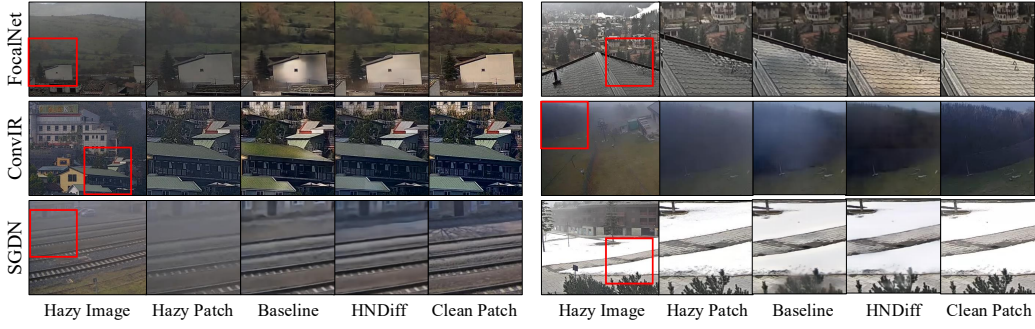 FocalNet
ConvIR
SGDN
Hazy Image Hazy Patch Baseline HNDiff Clean Patch Hazy Image Hazy Patch Baseline HNDiff Clean Patch